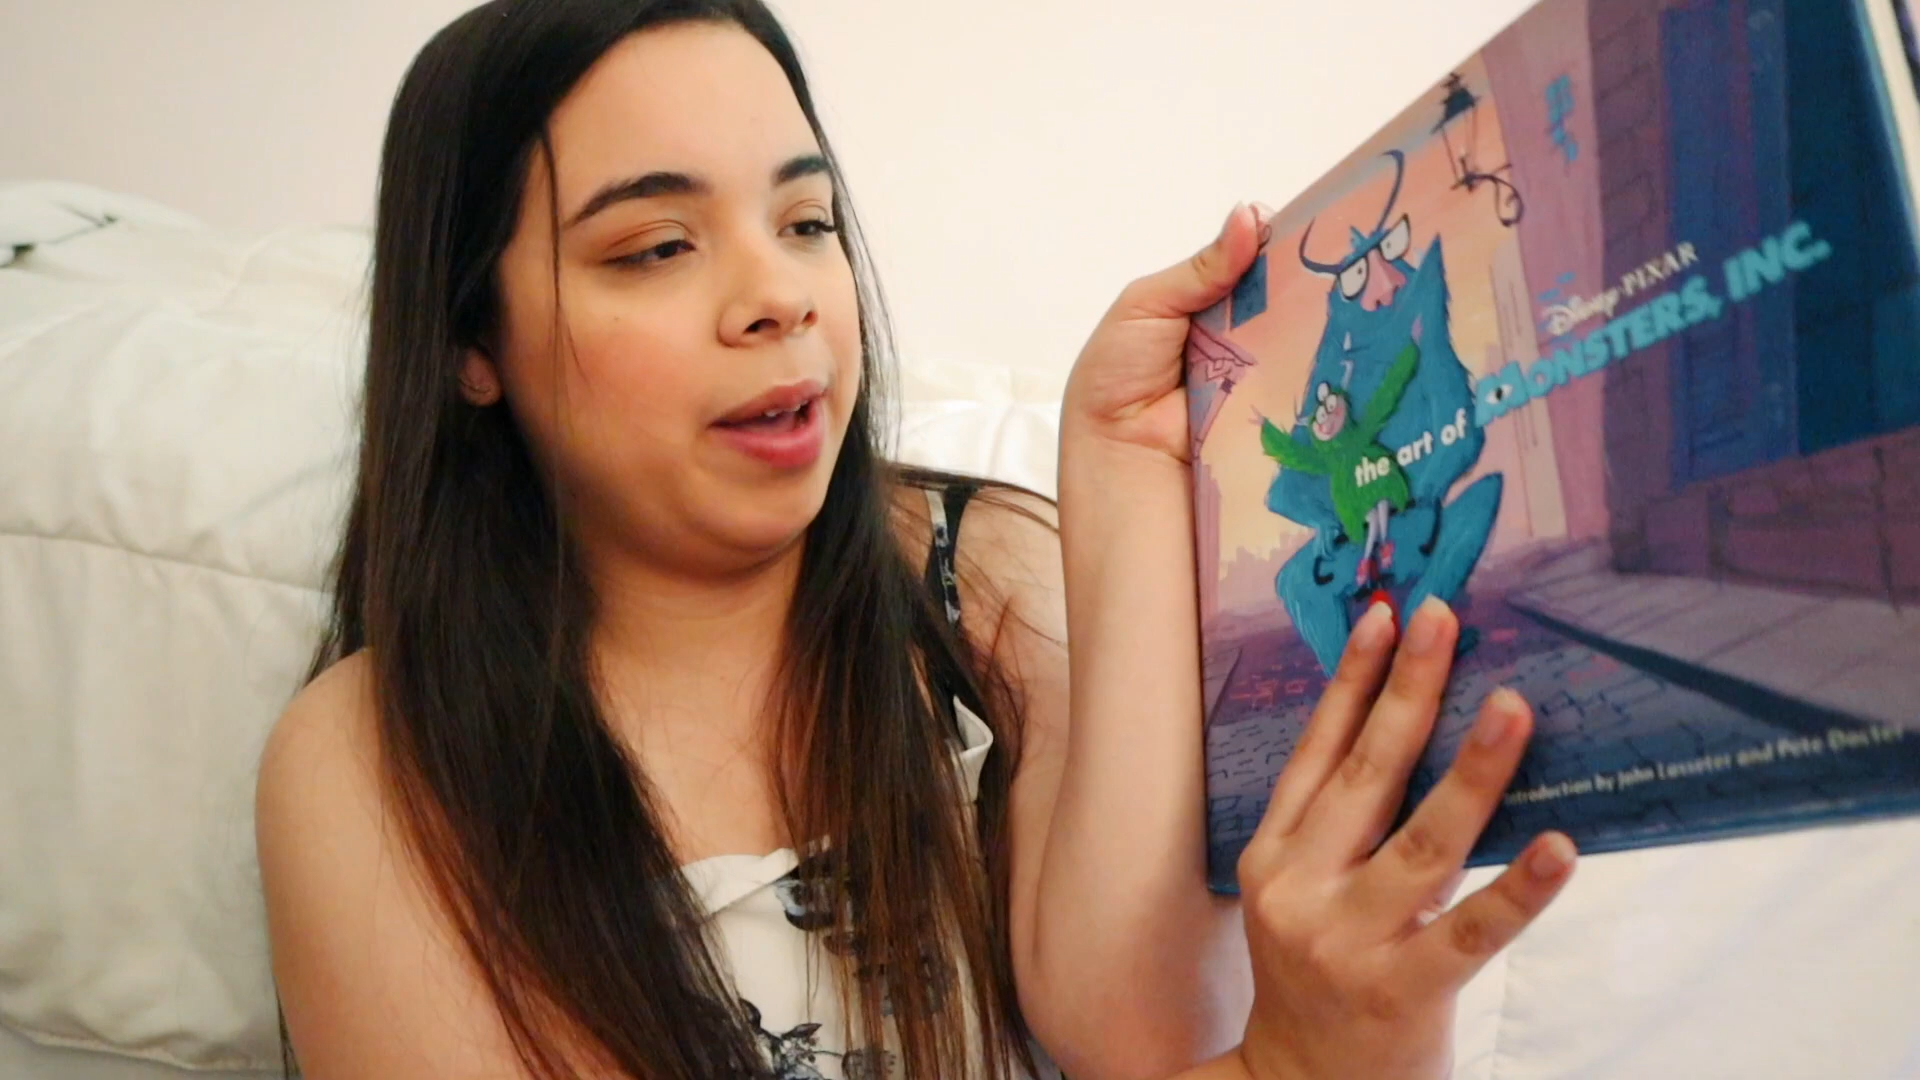 Disney·PIXAR
the art of MONSTERS, INC.
Introduction by John Lasseter and Pete Docter